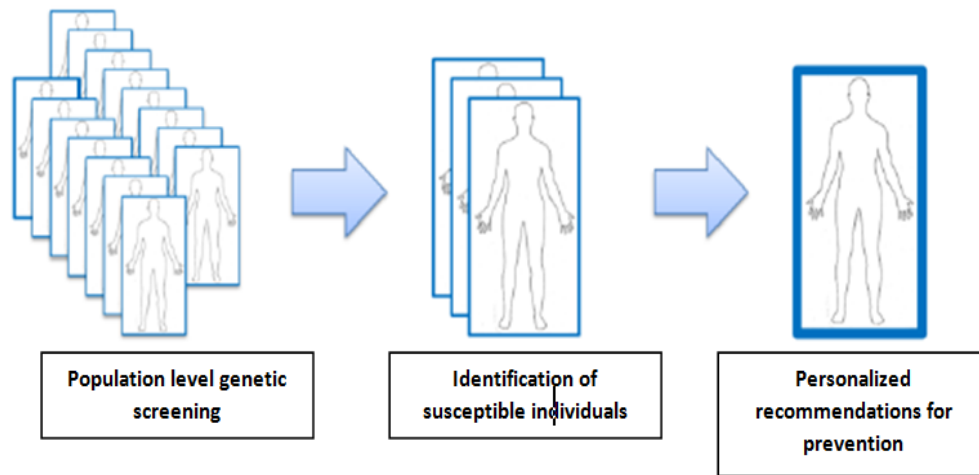 Population level genetic
screening
Identification of
susceptible individuals
Personalized
recommendations for
prevention